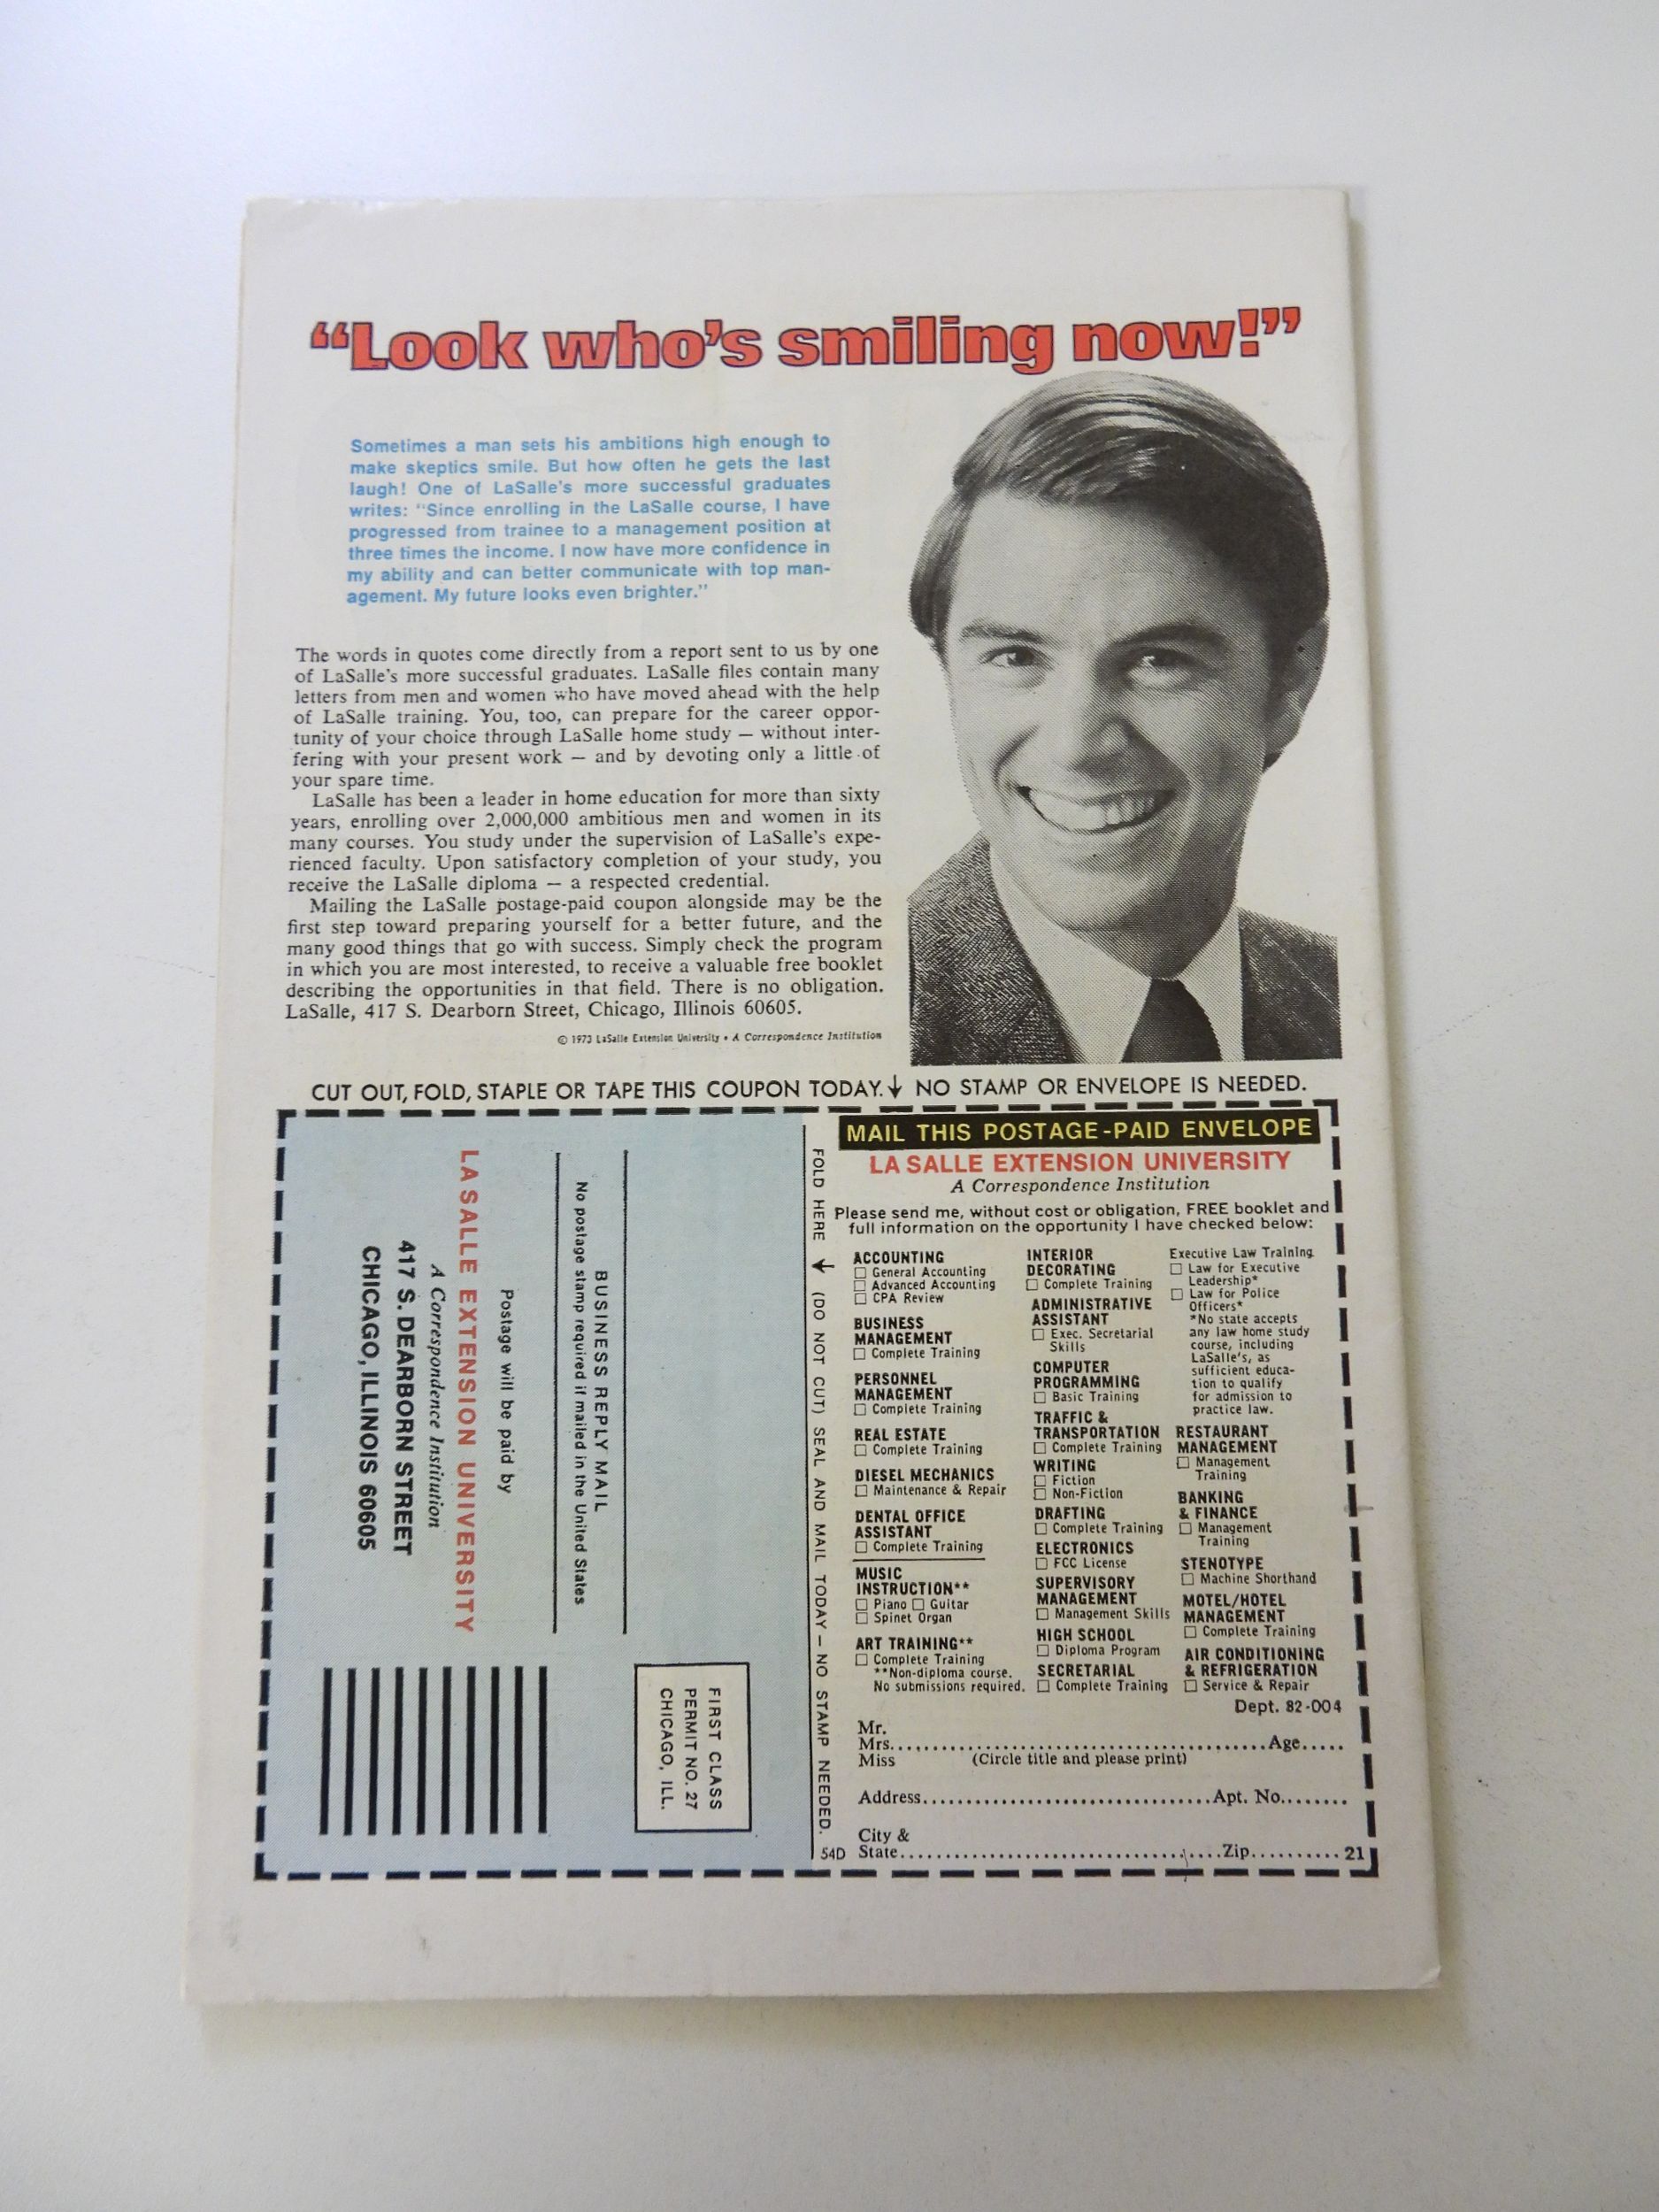 “Look who’s smiling now!”
Sometimes a man sets his ambitions high enough to
make skeptics smile. But how often he gets the last
laugh! One of LaSalle's more successful graduates
writes: “Since enrolling in the LaSalle course, I have
progressed from trainee to a management position at
three times the income. I now have more confidence in
my ability and can better communicate with top man-
agement. My future looks even brighter.”
The words in quotes come directly from a report sent to us by one
of LaSalle's more successful graduates. LaSalle files contain many
letters from men and women who have moved ahead with the help
of LaSalle training. You, too, can prepare for the career oppor-
tunity of your choice through LaSalle home study — without inter-
fering with your present work — and by devoting only a little of
your spare time.
LaSalle has been a leader in home education for more than sixty
years, enrolling over 2,000,000 ambitious men and women in its
many courses. You study under the supervision of LaSalle's expe-
rienced faculty. Upon satisfactory completion of your study, you
receive the LaSalle diploma — a respected credential.
Mailing the LaSalle postage-paid coupon alongside may be the
first step toward preparing yourself for a better future, and the
many good things that go with success. Simply check the program
in which you are most interested, to receive a valuable free booklet
describing the opportunities in that field. There is no obligation.
LaSalle, 417 S. Dearborn Street, Chicago, Illinois 60605.
© 1973 LaSalle Extension University • A Correspondence Institution
CUT OUT, FOLD, STAPLE OR TAPE THIS COUPON TODAY.↓ NO STAMP OR ENVELOPE IS NEEDED.
BUSINESS REPLY MAIL
No postage stamp required if mailed in the United States
Postage will be paid by
LA SALLE EXTENSION UNIVERSITY
A Correspondence Institution
417 S. DEARBORN STREET
CHICAGO, ILLINOIS 60605
FIRST CLASS
PERMIT NO. 27
CHICAGO, ILL.
FOLD HERE ↓ (DO NOT CUT) SEAL AND MAIL TODAY — NO STAMP NEEDED.
54D
MAIL THIS POSTAGE-PAID ENVELOPE
LA SALLE EXTENSION UNIVERSITY
A Correspondence Institution
Please send me, without cost or obligation, FREE booklet and
full information on the opportunity I have checked below:
ACCOUNTING
☐ General Accounting
☐ Advanced Accounting
☐ CPA Review
BUSINESS
MANAGEMENT
☐ Complete Training
PERSONNEL
MANAGEMENT
☐ Complete Training
REAL ESTATE
☐ Complete Training
DIESEL MECHANICS
☐ Maintenance & Repair
DENTAL OFFICE
ASSISTANT
☐ Complete Training
MUSIC
INSTRUCTION**
☐ Piano ☐ Guitar
☐ Spinet Organ
ART TRAINING**
☐ Complete Training
**Non-diploma course.
No submissions required.
INTERIOR
DECORATING
☐ Complete Training
ADMINISTRATIVE
ASSISTANT
☐ Exec. Secretarial
Skills
COMPUTER
PROGRAMMING
☐ Basic Training
TRAFFIC &
TRANSPORTATION
☐ Complete Training
WRITING
☐ Fiction
☐ Non-Fiction
DRAFTING
☐ Complete Training
ELECTRONICS
☐ FCC License
SUPERVISORY
MANAGEMENT
☐ Management Skills
HIGH SCHOOL
☐ Diploma Program
SECRETARIAL
☐ Complete Training
Executive Law Training
☐ Law for Executive
Leadership*
☐ Law for Police
Officers*
*No state accepts
any law home study
course, including
LaSalle's, as
sufficient educa-
tion to qualify
for admission to
practice law.
RESTAURANT
MANAGEMENT
☐ Management
Training
BANKING
& FINANCE
☐ Management
Training
STENOTYPE
☐ Machine Shorthand
MOTEL/HOTEL
MANAGEMENT
☐ Complete Training
AIR CONDITIONING
& REFRIGERATION
☐ Service & Repair
Dept. 82-004
Mr.
Mrs. Age
Miss (Circle title and please print)
Address Apt. No.
City &
State Zip 21